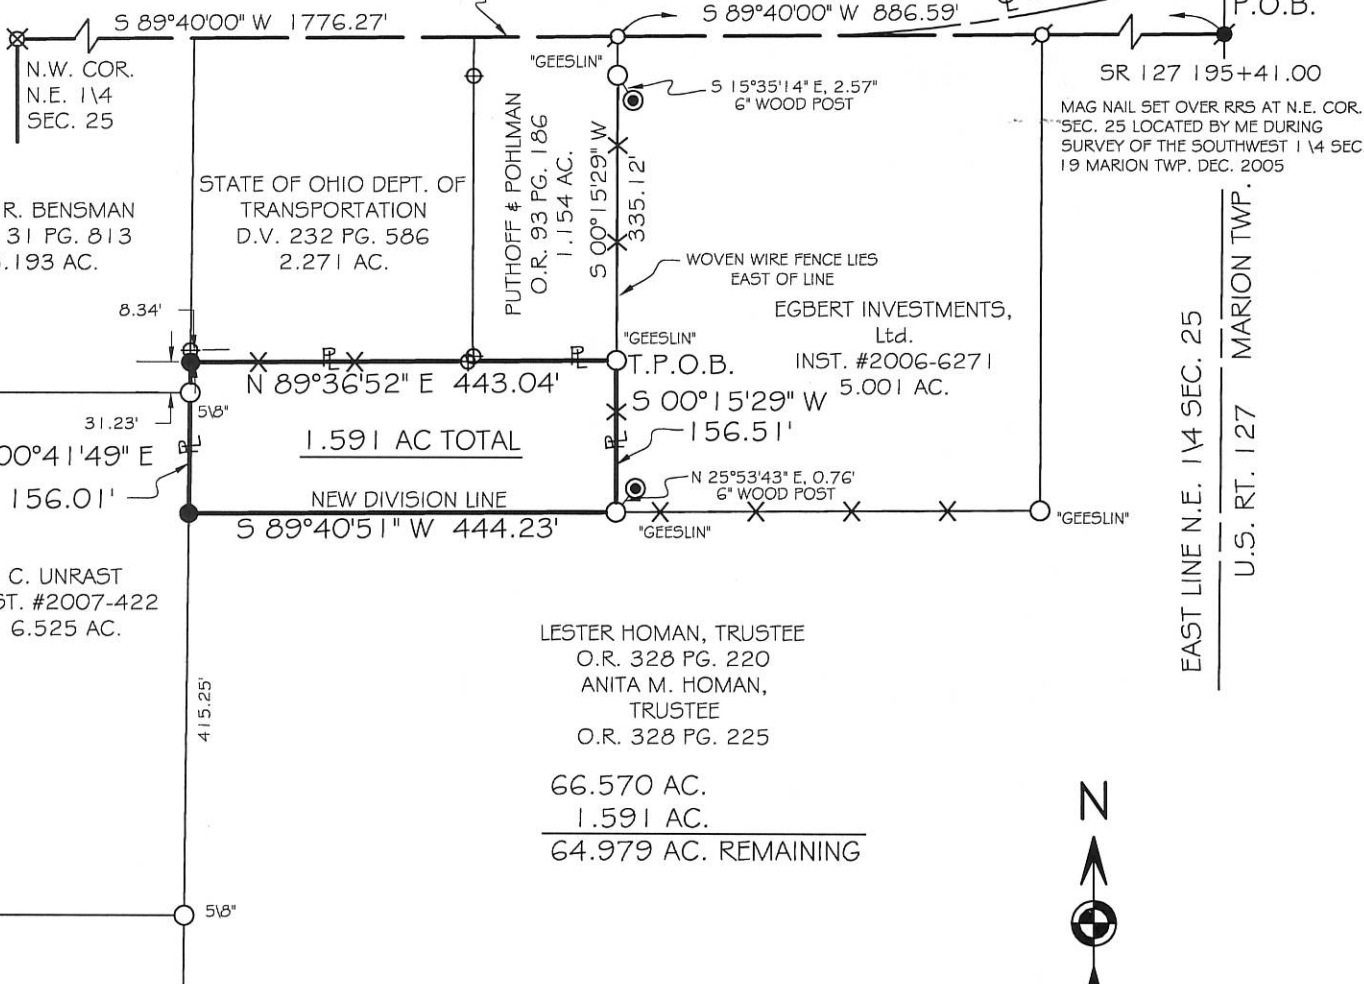 S 89°40'00" W 1776.27'
S 89°40'00" W 886.59'
P.O.B.
N.W. COR.
N.E. 1\4
SEC. 25
"GEESLIN"
S 15°35'14" E, 2.57"
6" WOOD POST
SR 127 195+41.00
MAG NAIL SET OVER RRS AT N.E. COR.
SEC. 25 LOCATED BY ME DURING
SURVEY OF THE SOUTHWEST 1\4 SEC
19 MARION TWP. DEC. 2005
R. BENSMAN
31 PG. 813
.193 AC.
STATE OF OHIO DEPT. OF
TRANSPORTATION
D.V. 232 PG. 586
2.271 AC.
PUTHOFF & POHLMAN
O.R. 93 PG. 186
1.154 AC.
S 00°15'29" W
335.12'
WOVEN WIRE FENCE LIES
EAST OF LINE
EGBERT INVESTMENTS,
Ltd.
INST. #2006-6271
5.001 AC.
EAST LINE N.E. 1\4 SEC. 25
U.S. RT. 127 MARION TWP.
8.34'
"GEESLIN"
T.P.O.B.
N 89°36'52" E 443.04'
S 00°15'29" W
156.51'
5\8"
31.23'
00°41'49" E
156.01'
1.591 AC TOTAL
N 25°53'43" E, 0.76'
6" WOOD POST
NEW DIVISION LINE
S 89°40'51" W 444.23'
"GEESLIN"
"GEESLIN"
C. UNRAST
ST. #2007-422
6.525 AC.
415.25'
LESTER HOMAN, TRUSTEE
O.R. 328 PG. 220
ANITA M. HOMAN,
TRUSTEE
O.R. 328 PG. 225
66.570 AC.
1.591 AC.
64.979 AC. REMAINING
5\8"
N